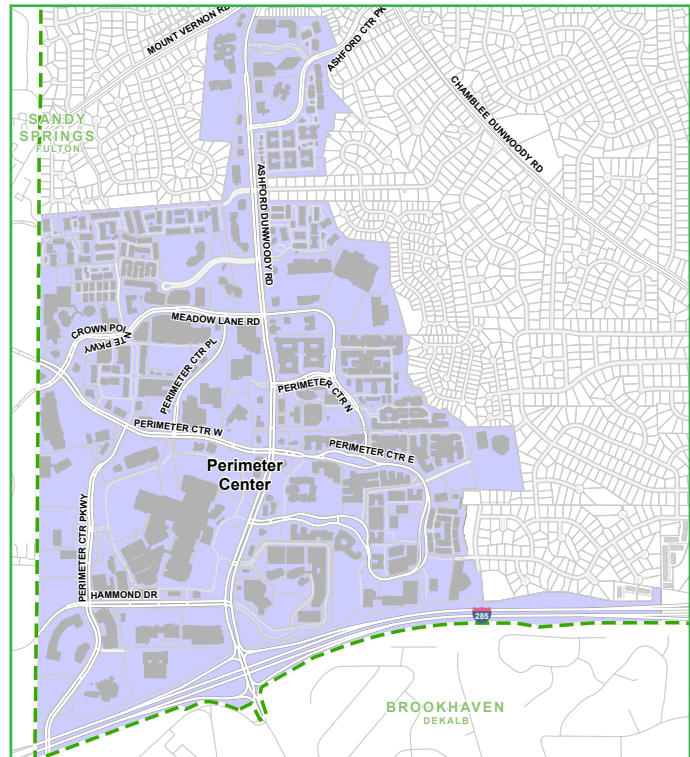 MOUNT VERNON RD
ASHFORD CTR PK
CHAMBLEE DUNWOODY RD
SANDY
SPRINGS
FULTON
ASHFORD DUNWOODY RD
MEADOW LANE RD
CROWN POINTE PKWY
PERIMETER CTR PL
PERIMETER CTR N
PERIMETER CTR W
PERIMETER CTR E
Perimeter
Center
PERIMETER CTR PKWY
HAMMOND DR
285
BROOKHAVEN
DEKALB